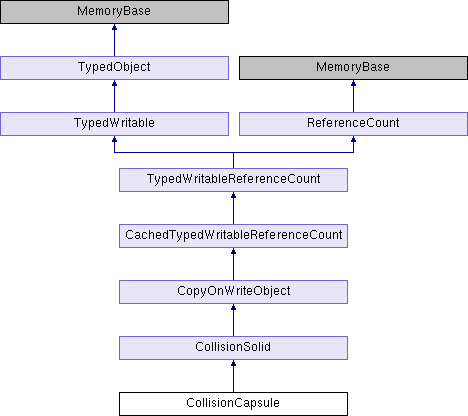 MemoryBase
TypedObject
MemoryBase
TypedWritable
ReferenceCount
TypedWritableReferenceCount
CachedTypedWritableReferenceCount
CopyOnWriteObject
CollisionSolid
CollisionCapsule